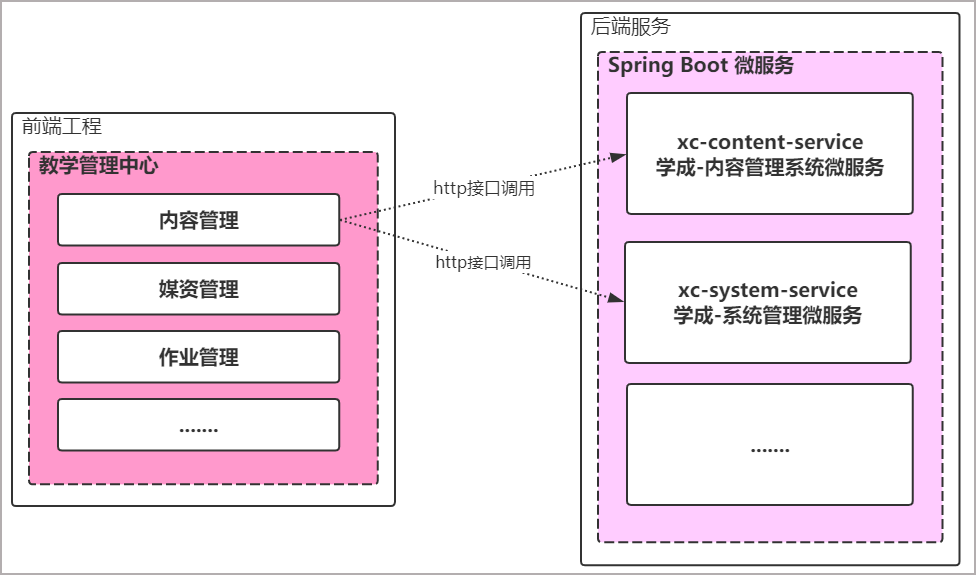 前端工程
教学管理中心
内容管理
媒资管理
作业管理
.......
http接口调用
http接口调用
后端服务
Spring Boot 微服务
xc-content-service
学成-内容管理系统微服务
xc-system-service
学成-系统管理微服务
.......